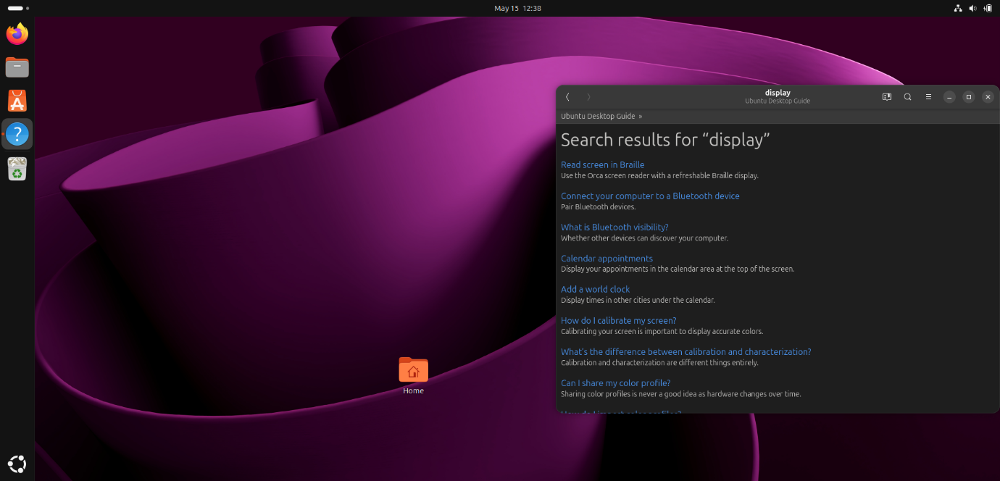 May 15 12:38
display
Ubuntu Desktop Guide
Ubuntu Desktop Guide »
Search results for “display”
Read screen in Braille
Use the Orca screen reader with a refreshable Braille display.
Connect your computer to a Bluetooth device
Pair Bluetooth devices.
What is Bluetooth visibility?
Whether other devices can discover your computer.
Calendar appointments
Display your appointments in the calendar area at the top of the screen.
Add a world clock
Display times in other cities under the calendar.
How do I calibrate my screen?
Calibrating your screen is important to display accurate colors.
What’s the difference between calibration and characterization?
Calibration and characterization are different things entirely.
Can I share my color profile?
Sharing color profiles is never a good idea as hardware changes over time.
How do I import color profiles?
Home